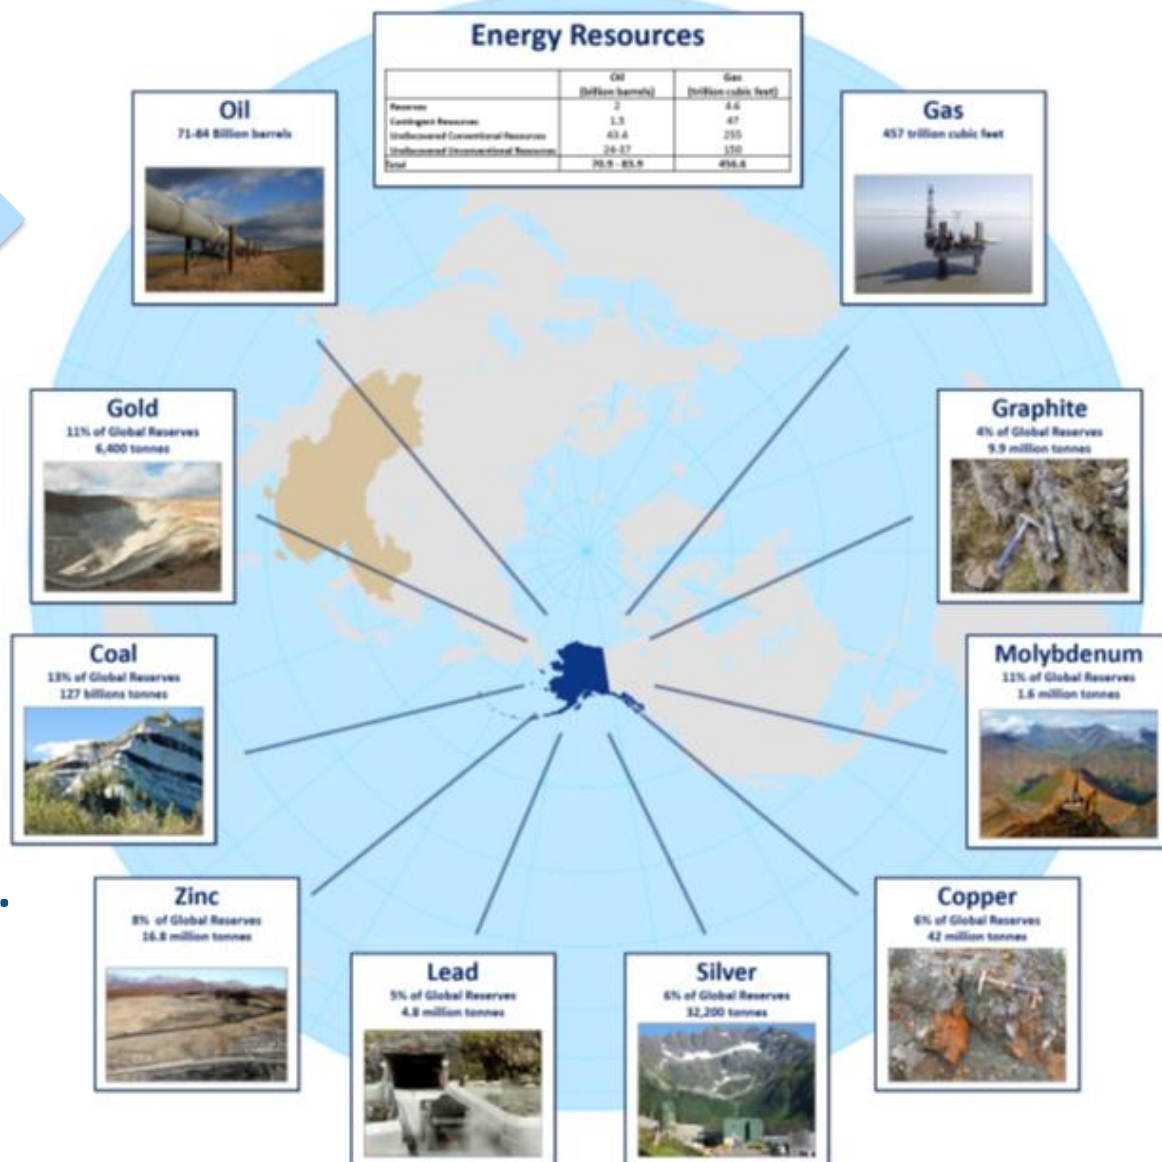 Energy Resources
Oil (billion barrels) Gas (trillion cubic feet)
Reserves 2 4.6
Contingent Resources 1.5 47
Undiscovered Conventional Resources 43.4 255
Undiscovered Unconventional Resources 24-37 150
Total 70.9 - 83.9 456.6
Oil
71-84 Billion barrels
Gas
457 trillion cubic feet
Gold
11% of Global Reserves
6,400 tonnes
Graphite
4% of Global Reserves
9.9 million tonnes
Coal
13% of Global Reserves
127 billions tonnes
Molybdenum
11% of Global Reserves
1.6 million tonnes
Zinc
8% of Global Reserves
16.8 million tonnes
Copper
6% of Global Reserves
42 million tonnes
Lead
5% of Global Reserves
4.8 million tonnes
Silver
6% of Global Reserves
32,200 tonnes